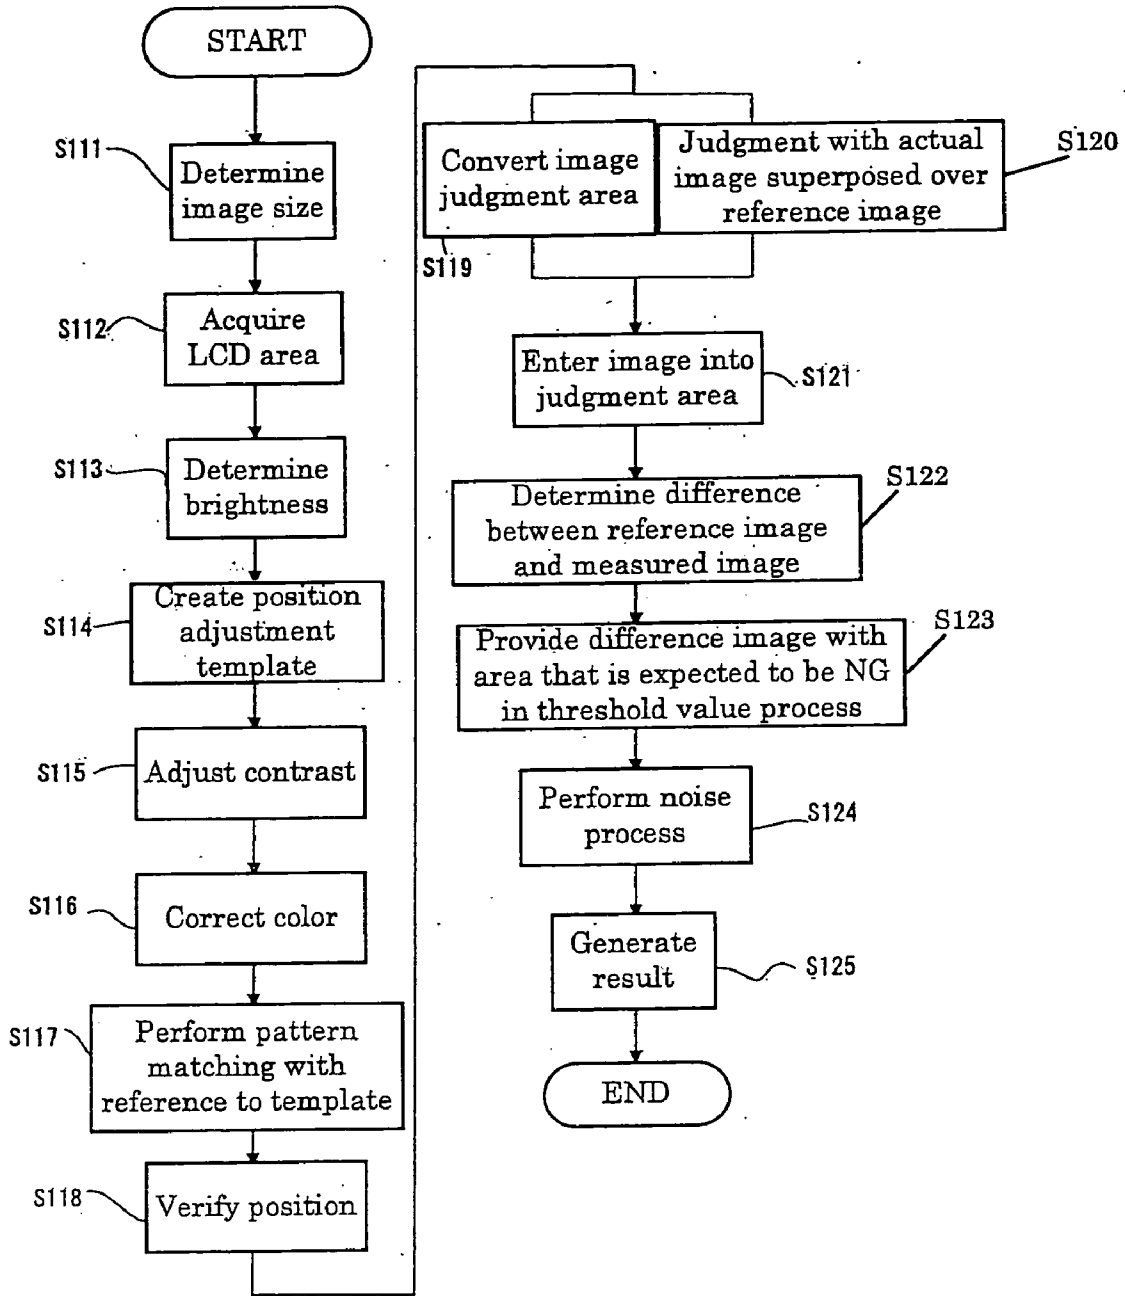 START
S111
Determine
image size
S112
Acquire
LCD area
S113
Determine
brightness
S114
Create position
adjustment
template
S115
Adjust contrast
S116
Correct color
S117
Perform pattern
matching with
reference to template
S118
Verify position
Convert image
judgment area
S119
Judgment with actual
image superposed over
reference image
S120
Enter image into
judgment area
S121
Determine difference
between reference image
and measured image
S122
Provide difference image with
area that is expected to be NG
in threshold value process
S123
Perform noise
process
S124
Generate
result
S125
END